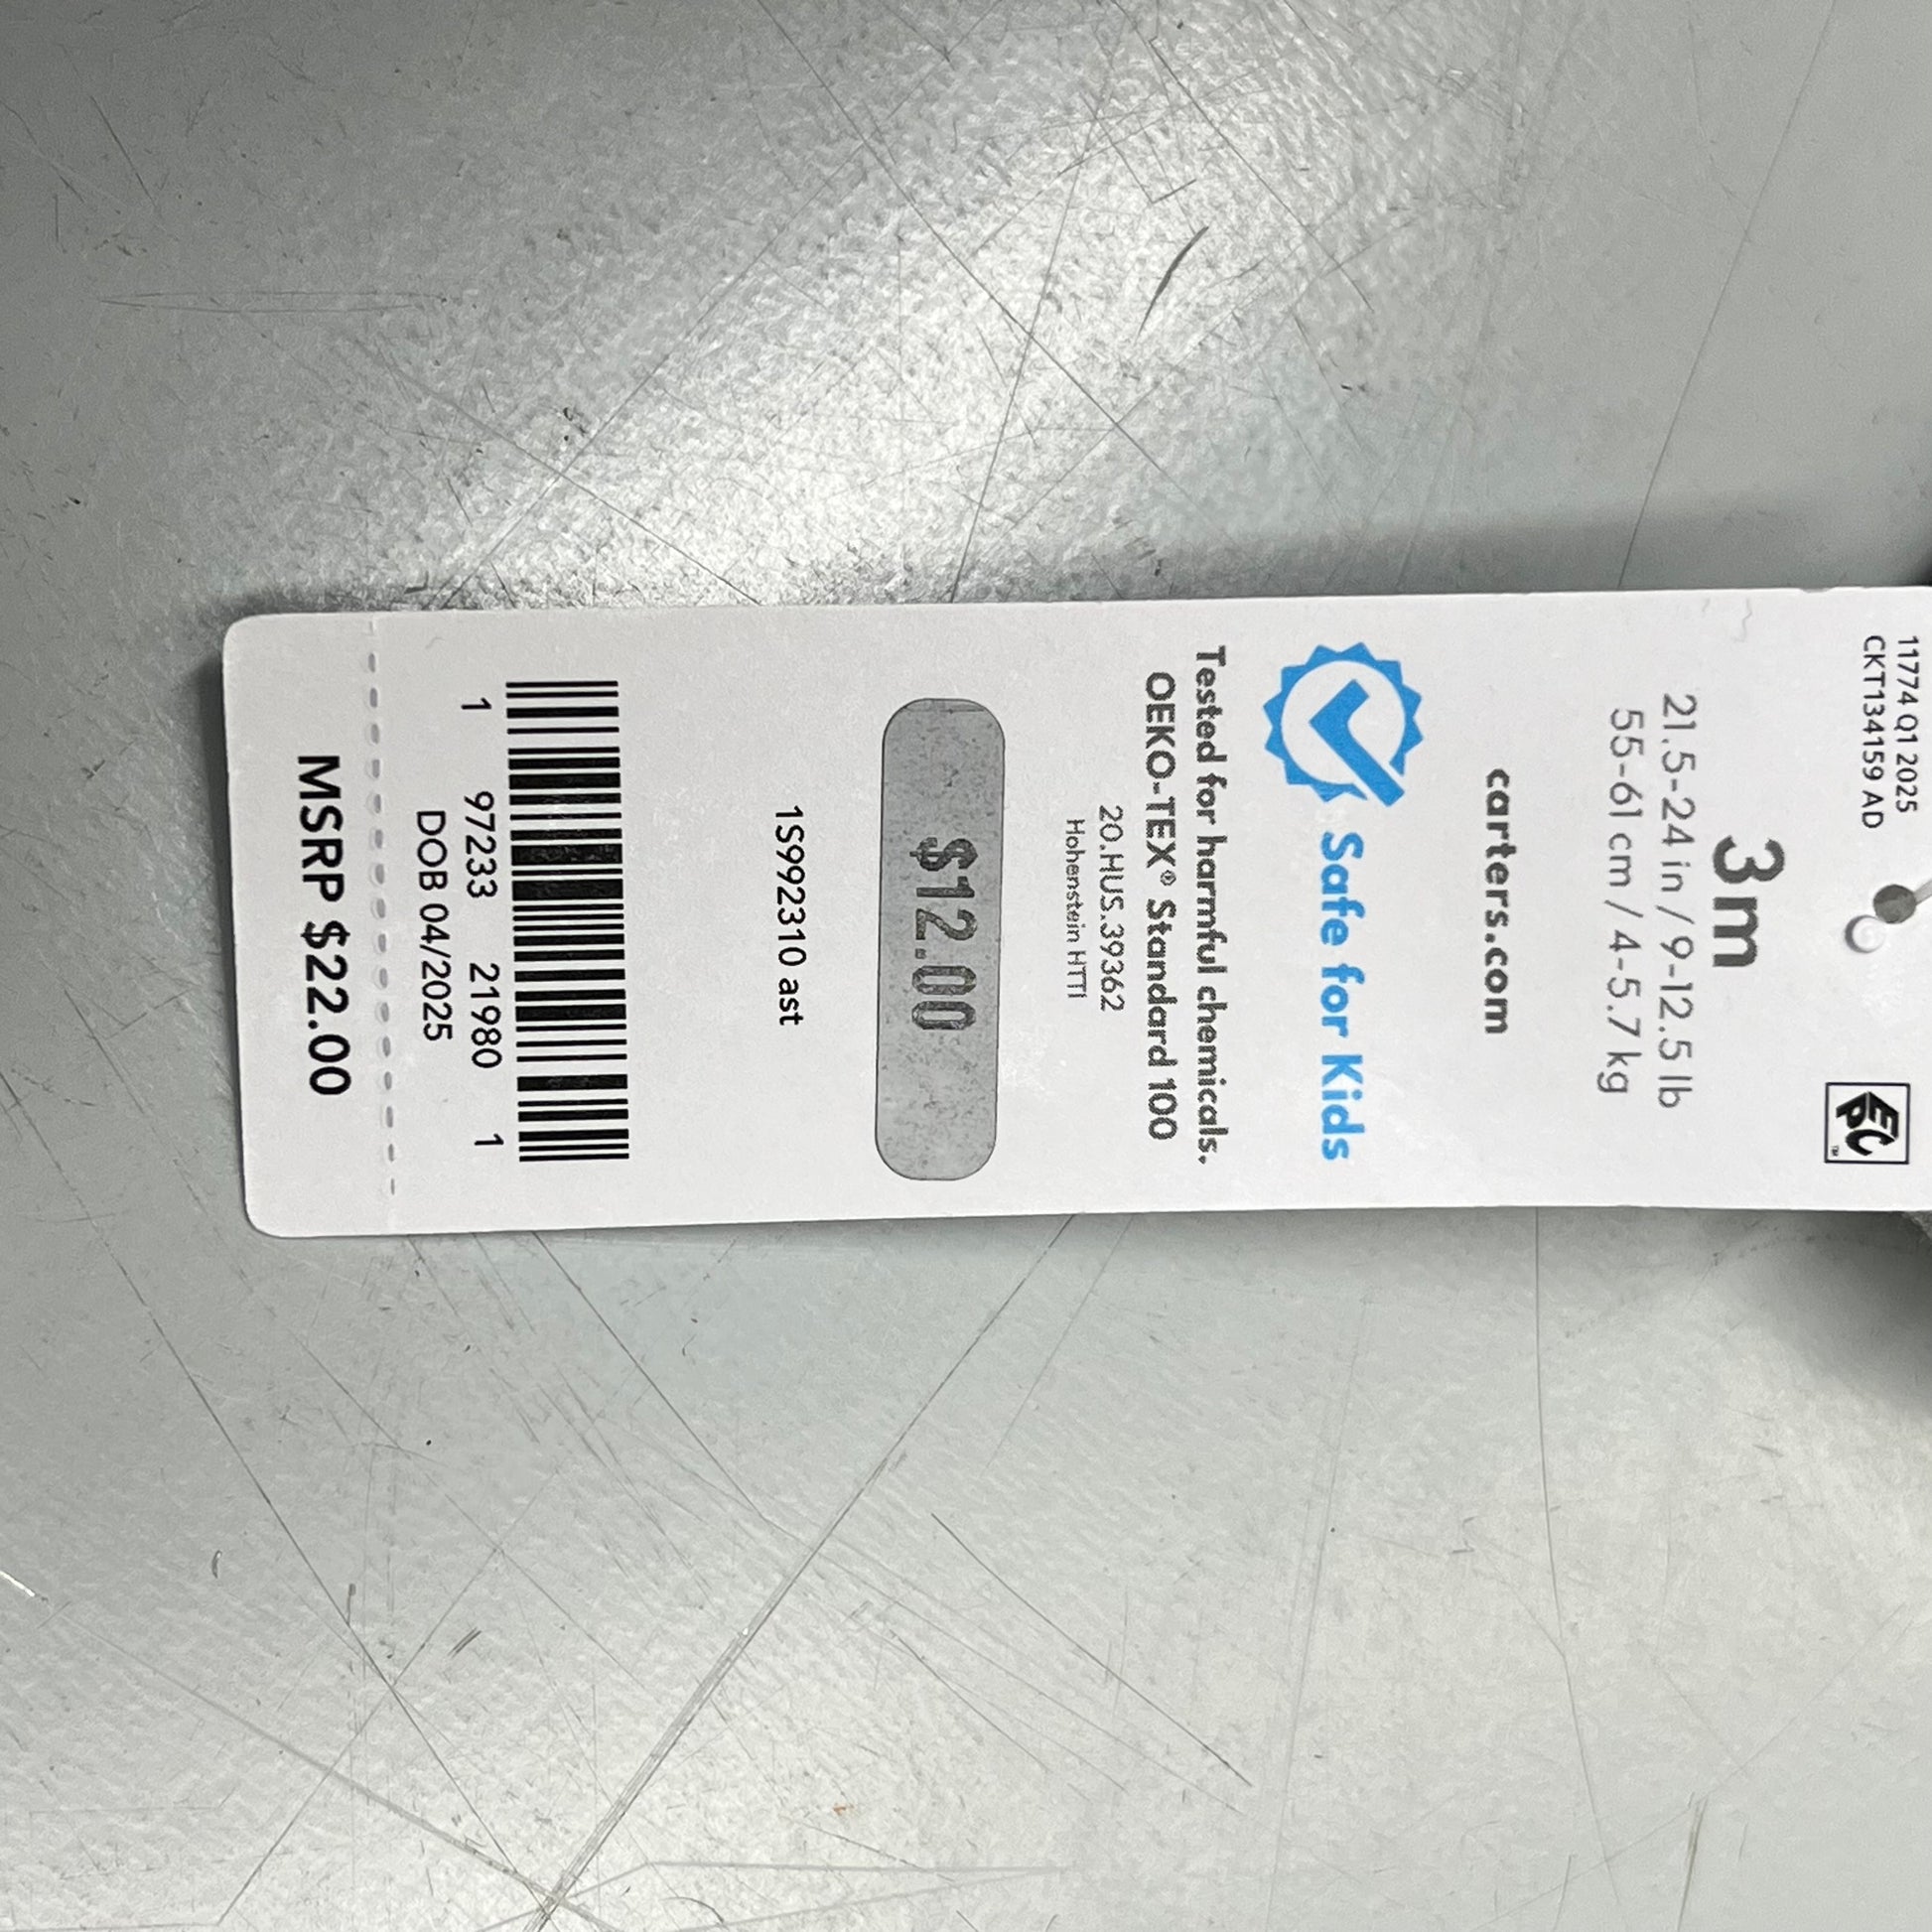 11774 Q1 2025
CKT134159 AD
EPC
TM
3m
21.5-24 in / 9-12.5 lb
55-61 cm / 4-5.7 kg
carters.com
Safe for Kids
Tested for harmful chemicals.
OEKO-TEX® Standard 100
20.HUS.39362
Hohenstein HTTI
$12.00
1S992310 ast
1 97233 21980 1
DOB 04/2025
MSRP $22.00